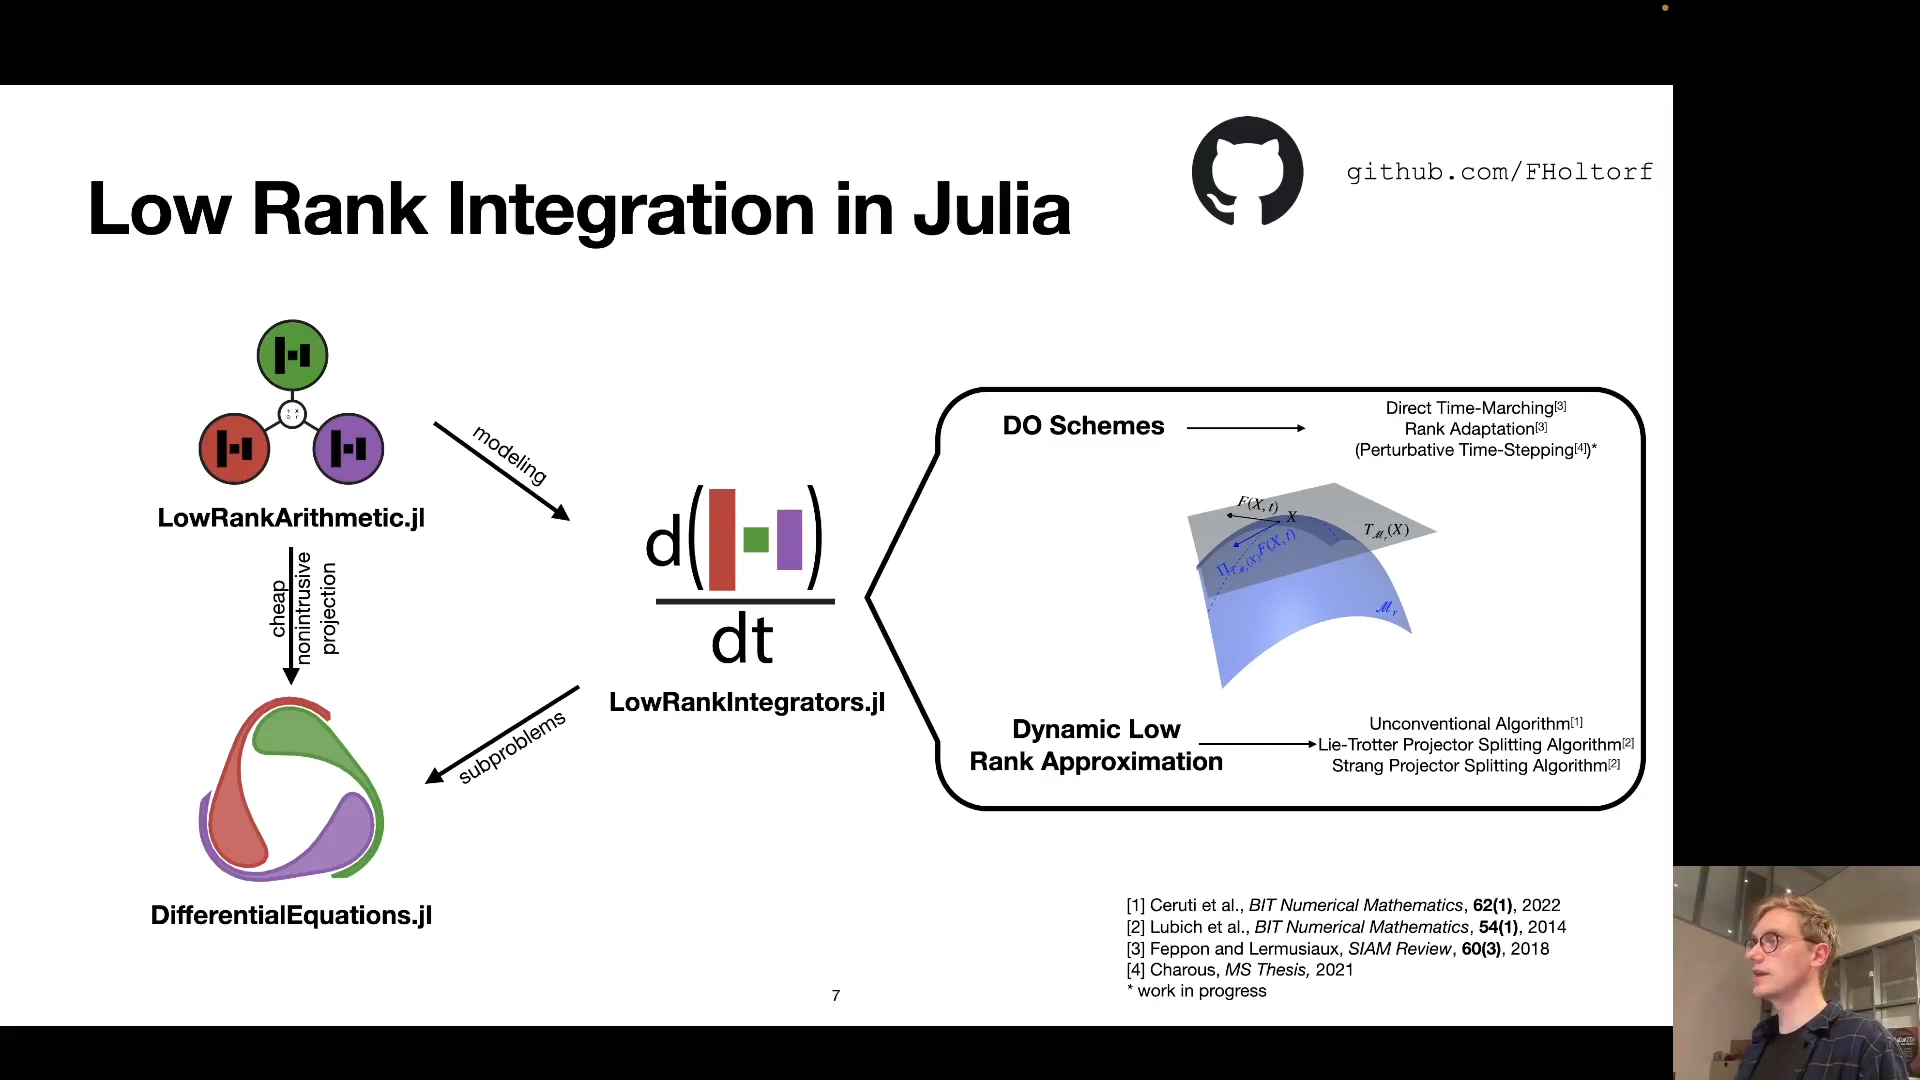 Low Rank Integration in Julia
github.com/FHoltorf
LowRankArithmetic.jl
modeling
cheap
nonintrusive
projection
d( )
dt
LowRankIntegrators.jl
subproblems
DifferentialEquations.jl
DO Schemes
Direct Time-Marching[3]
Rank Adaptation[3]
(Perturbative Time-Stepping[4])*
F(X, t)
X
T_ℳr(X)
Π_Tℳr(X) F(X, t)
ℳr
Dynamic Low
Rank Approximation
Unconventional Algorithm[1]
Lie-Trotter Projector Splitting Algorithm[2]
Strang Projector Splitting Algorithm[2]
[1] Ceruti et al., BIT Numerical Mathematics, 62(1), 2022
[2] Lubich et al., BIT Numerical Mathematics, 54(1), 2014
[3] Feppon and Lermusiaux, SIAM Review, 60(3), 2018
[4] Charous, MS Thesis, 2021
* work in progress
7